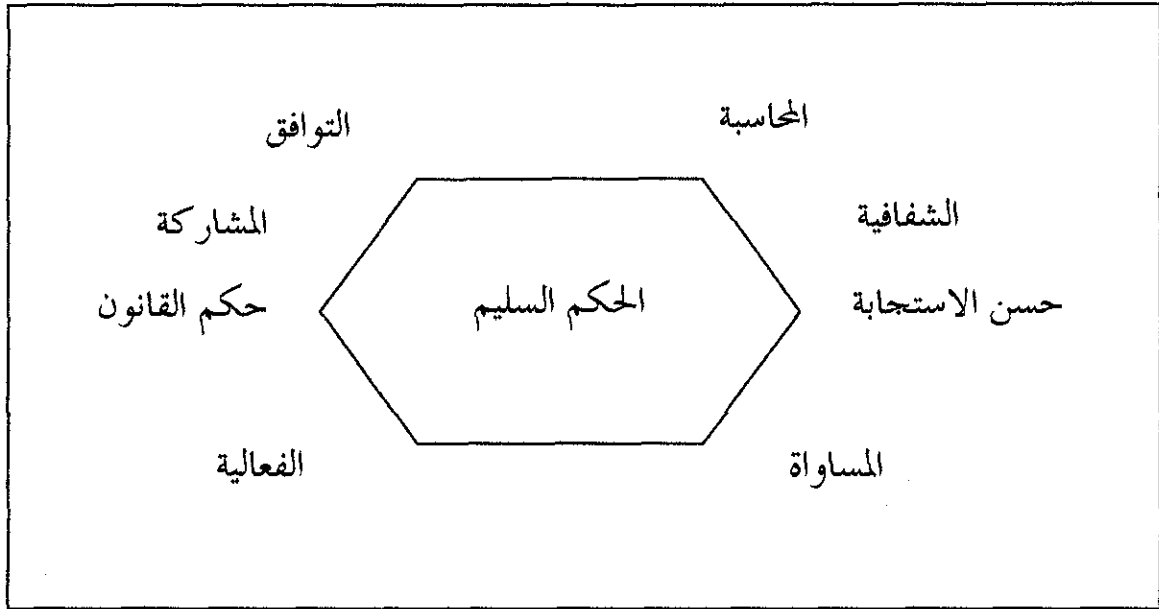 المحاسبة
التوافق
الشفافية
المشاركة
حسن الاستجابة
الحكم السليم
حكم القانون
المساواة
الفعالية